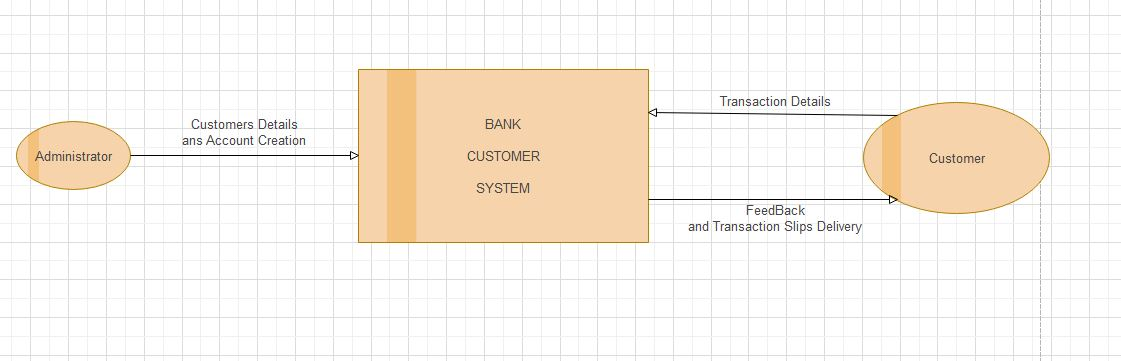 Administrator
Customers Details
ans Account Creation
BANK
CUSTOMER
SYSTEM
Transaction Details
FeedBack
and Transaction Slips Delivery
Customer